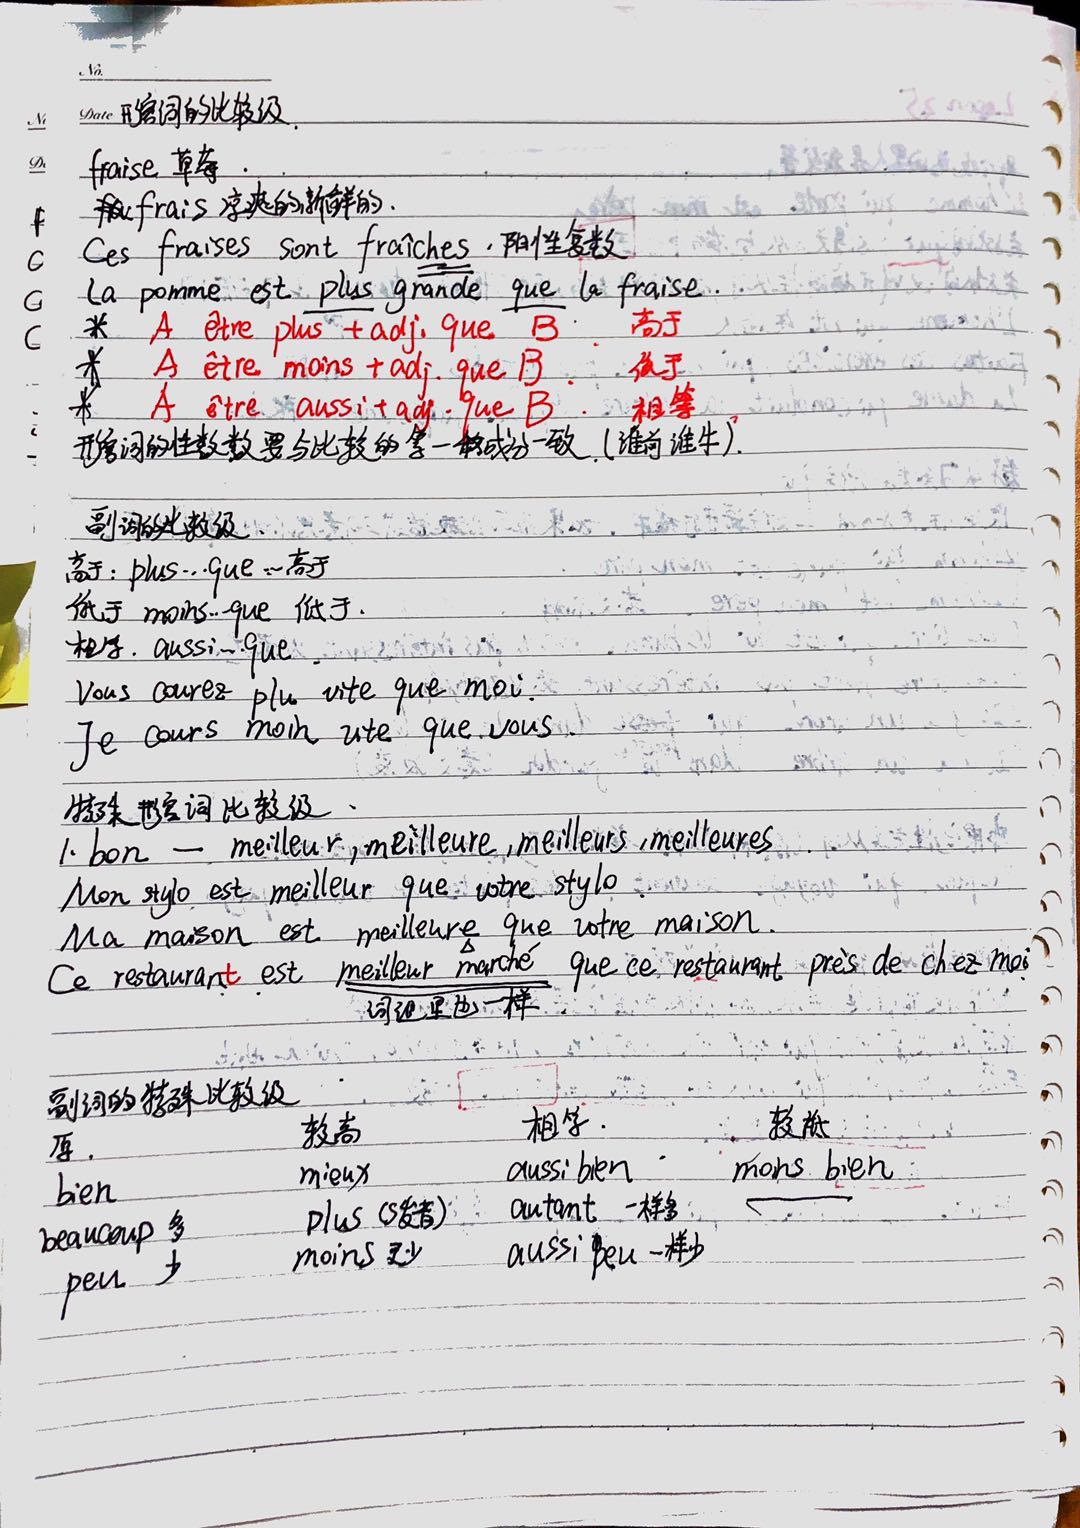 No.
Date 形容词的比较级.
fraise 草莓.
frais 凉爽的,新鲜的.
Ces fraises sont fraîches. 阴性复数
La pomme est plus grande que la fraise.
* A être plus + adj. que B. 高于
* A être moins + adj. que B. 低于
* A être aussi + adj. que B. 相等
形容词的性数数要与比较的第一种成分一致.(谁前谁牛).
副词的比较级.
高于: plus...que...高于
低于 moins...que 低于.
相等. aussi...que.
Vous courez plu vite que moi.
Je cours moin vite que vous.
特殊形容词比较级.
1. bon — meilleur, meilleure, meilleurs, meilleures
Mon stylo est meilleur que votre stylo.
Ma maison est meilleure que votre maison.
Ce restaurant est meilleur marché que ce restaurant près de chez moi
词组里也一样.
副词的特殊比较级
原. 较高 相等. 较低
bien mieux aussi bien moins bien
beaucoup 多 plus (S发音) autant 一样多
peu 少 moins 更少 aussi peu 一样少